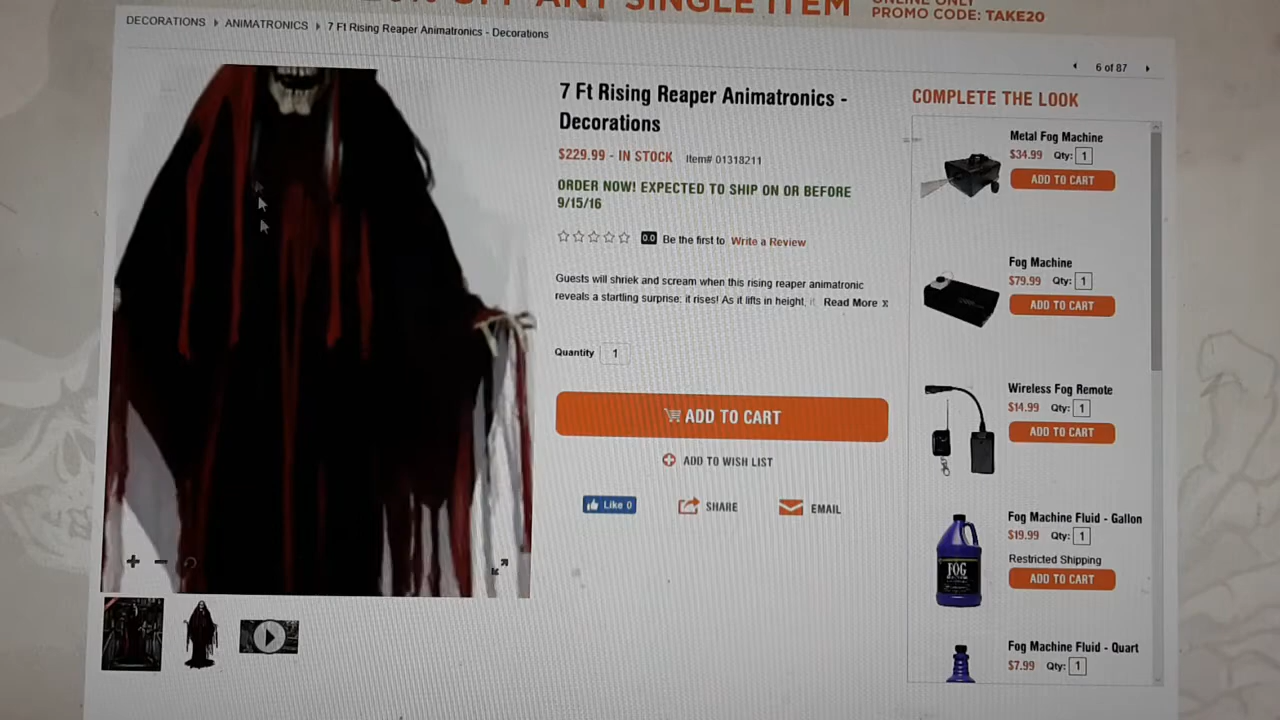 ANY SINGLE ITEM
ONLINE ONLY
PROMO CODE: TAKE20
DECORATIONS ANIMATRONICS 7 Ft Rising Reaper Animatronics - Decorations
6 of 87
7 Ft Rising Reaper Animatronics -
Decorations
$229.99 - IN STOCK Item# 01318211
ORDER NOW! EXPECTED TO SHIP ON OR BEFORE
9/15/16
0.0 Be the first to Write a Review
Guests will shriek and scream when this rising reaper animatronic
reveals a startling surprise: it rises! As it lifts in height, it Read More
Quantity 1
ADD TO CART
ADD TO WISH LIST
Like 0 SHARE EMAIL
COMPLETE THE LOOK
Metal Fog Machine
$34.99 Qty: 1
ADD TO CART
Fog Machine
$79.99 Qty: 1
ADD TO CART
Wireless Fog Remote
$14.99 Qty: 1
ADD TO CART
Fog Machine Fluid - Gallon
$19.99 Qty: 1
Restricted Shipping
ADD TO CART
FOG
Fog Machine Fluid - Quart
$7.99 Qty: 1